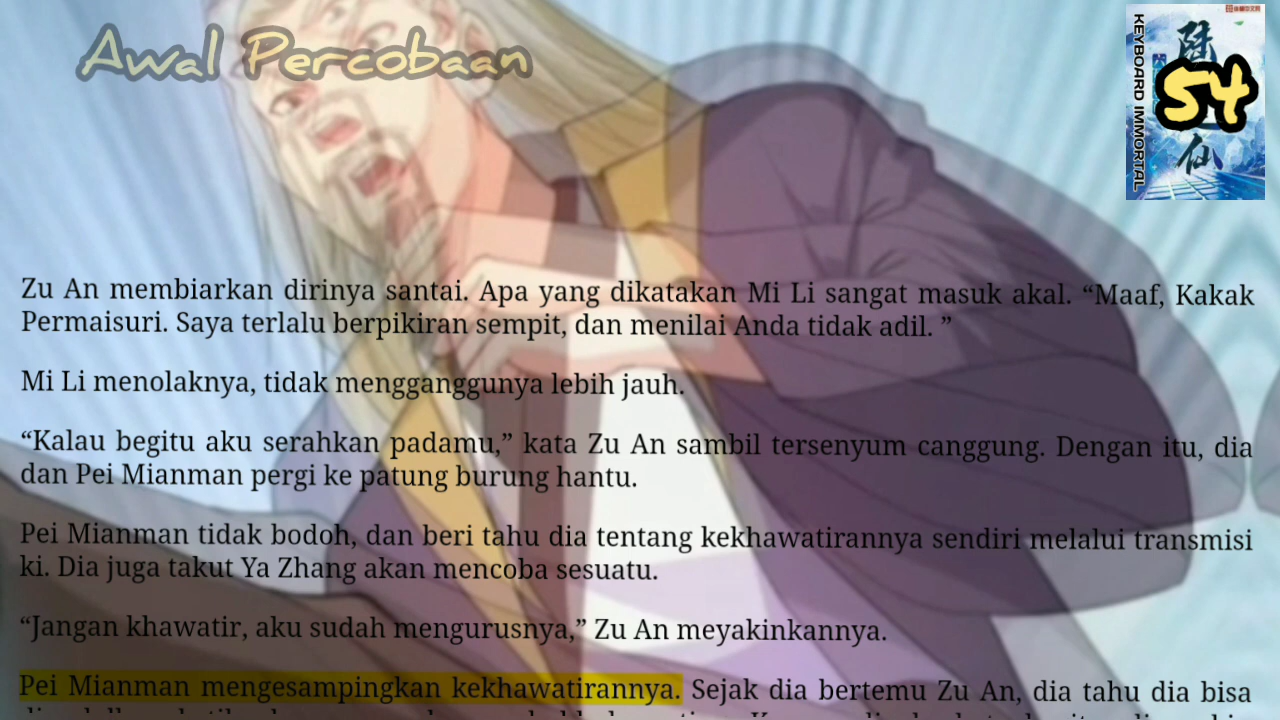 Awal Percobaan
KEYBOARD IMMORTAL
54
Zu An membiarkan dirinya santai. Apa yang dikatakan Mi Li sangat masuk akal. “Maaf, Kakak
Permaisuri. Saya terlalu berpikiran sempit, dan menilai Anda tidak adil. ”
Mi Li menolaknya, tidak mengganggunya lebih jauh.
“Kalau begitu aku serahkan padamu,” kata Zu An sambil tersenyum canggung. Dengan itu, dia
dan Pei Mianman pergi ke patung burung hantu.
Pei Mianman tidak bodoh, dan beri tahu dia tentang kekhawatirannya sendiri melalui transmisi
ki. Dia juga takut Ya Zhang akan mencoba sesuatu.
“Jangan khawatir, aku sudah mengurusnya,” Zu An meyakinkannya.
Pei Mianman mengesampingkan kekhawatirannya. Sejak dia bertemu Zu An, dia tahu dia bisa